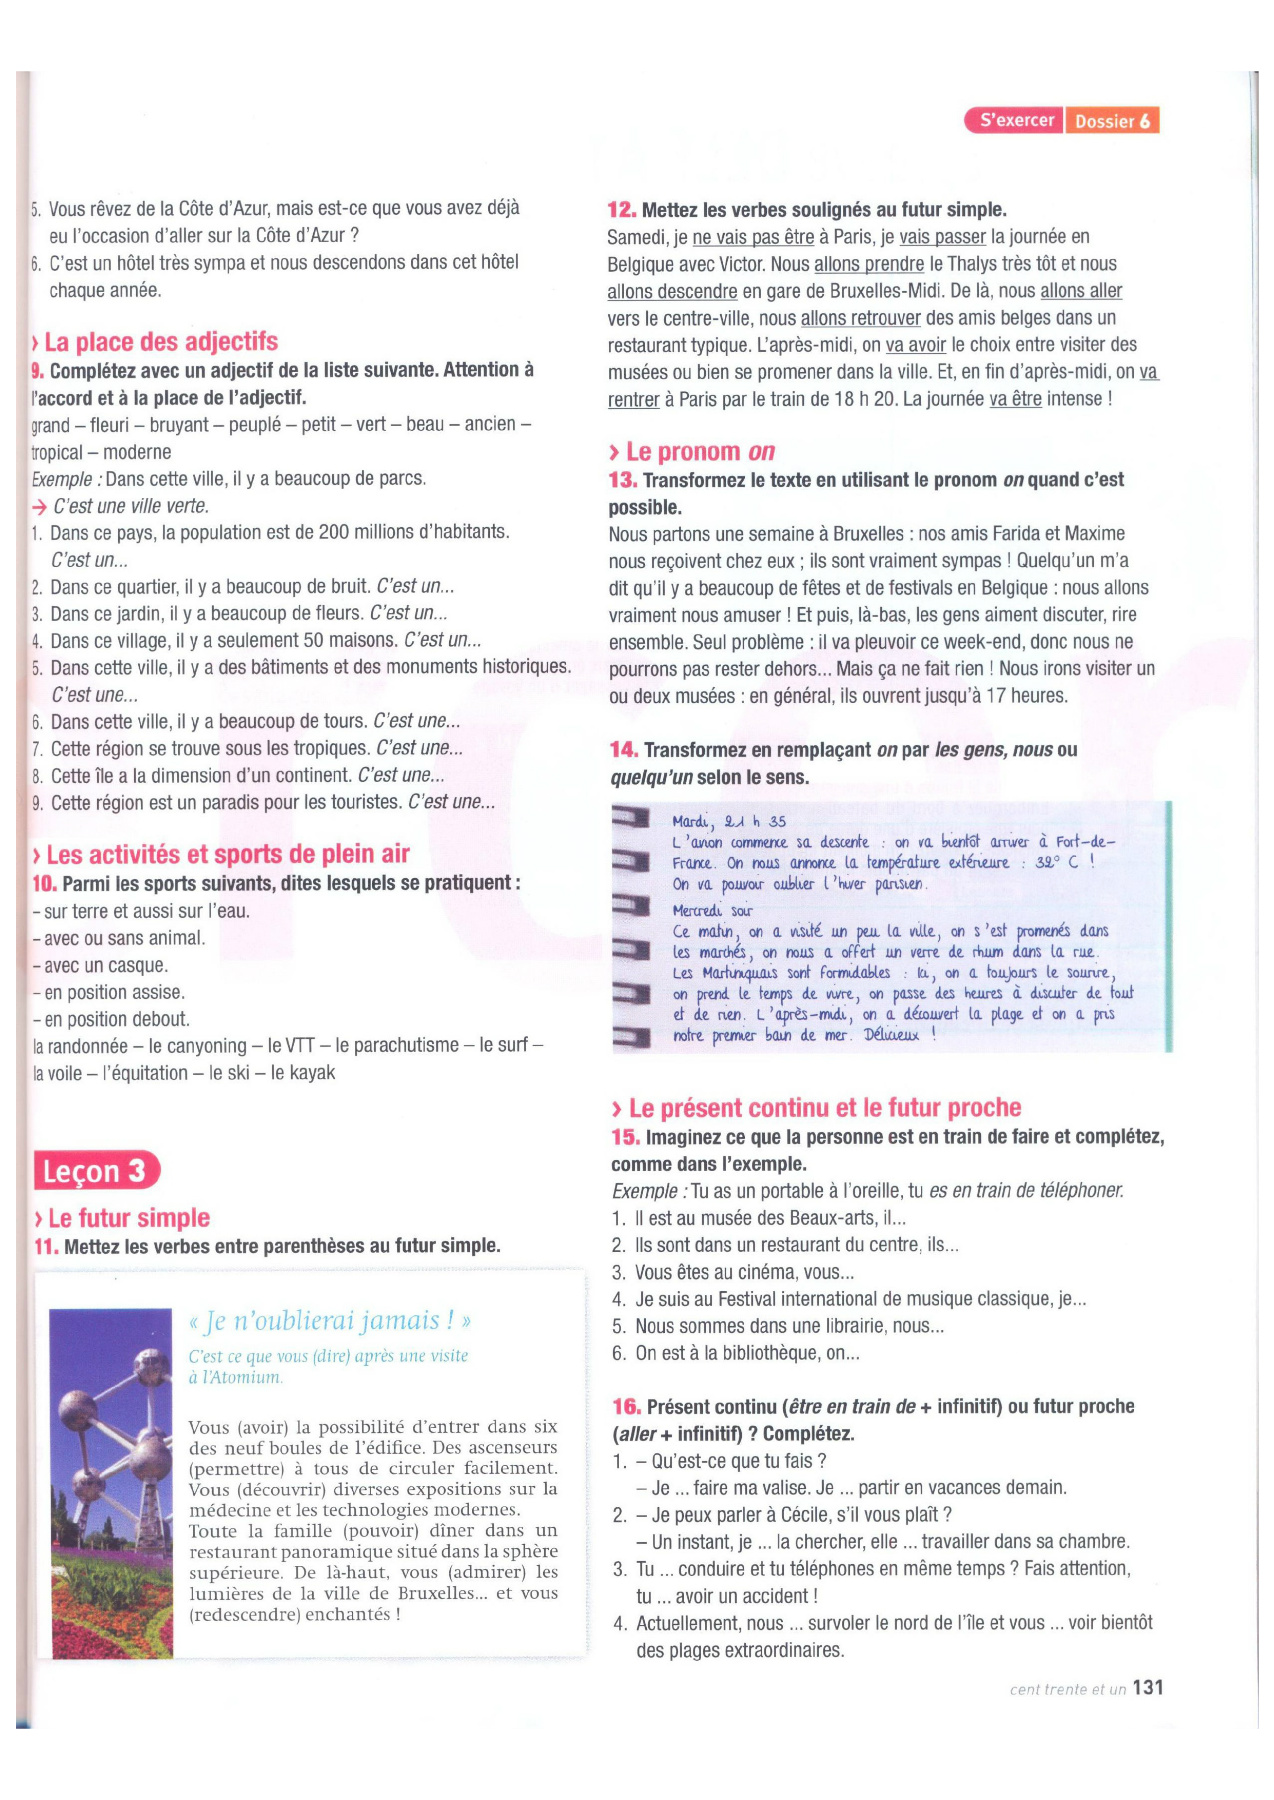 S'exercer Dossier 6
5. Vous rêvez de la Côte d'Azur, mais est-ce que vous avez déjà
eu l'occasion d'aller sur la Côte d'Azur ?
6. C'est un hôtel très sympa et nous descendons dans cet hôtel
chaque année.
› La place des adjectifs
9. Complétez avec un adjectif de la liste suivante. Attention à
l'accord et à la place de l'adjectif.
grand – fleuri – bruyant – peuplé – petit – vert – beau – ancien –
tropical – moderne
Exemple : Dans cette ville, il y a beaucoup de parcs.
→ C'est une ville verte.
1. Dans ce pays, la population est de 200 millions d'habitants.
C'est un...
2. Dans ce quartier, il y a beaucoup de bruit. C'est un...
3. Dans ce jardin, il y a beaucoup de fleurs. C'est un...
4. Dans ce village, il y a seulement 50 maisons. C'est un...
5. Dans cette ville, il y a des bâtiments et des monuments historiques.
C'est une...
6. Dans cette ville, il y a beaucoup de tours. C'est une...
7. Cette région se trouve sous les tropiques. C'est une...
8. Cette île a la dimension d'un continent. C'est une...
9. Cette région est un paradis pour les touristes. C'est une...
› Les activités et sports de plein air
10. Parmi les sports suivants, dites lesquels se pratiquent :
- sur terre et aussi sur l'eau.
- avec ou sans animal.
- avec un casque.
- en position assise.
- en position debout.
la randonnée – le canyoning – le VTT – le parachutisme – le surf –
la voile – l'équitation – le ski – le kayak
Leçon 3
› Le futur simple
11. Mettez les verbes entre parenthèses au futur simple.
« Je n'oublierai jamais ! »
C'est ce que vous (dire) après une visite
à l'Atomium.
Vous (avoir) la possibilité d'entrer dans six
des neuf boules de l'édifice. Des ascenseurs
(permettre) à tous de circuler facilement.
Vous (découvrir) diverses expositions sur la
médecine et les technologies modernes.
Toute la famille (pouvoir) dîner dans un
restaurant panoramique situé dans la sphère
supérieure. De là-haut, vous (admirer) les
lumières de la ville de Bruxelles... et vous
(redescendre) enchantés !
12. Mettez les verbes soulignés au futur simple.
Samedi, je ne vais pas être à Paris, je vais passer la journée en
Belgique avec Victor. Nous allons prendre le Thalys très tôt et nous
allons descendre en gare de Bruxelles-Midi. De là, nous allons aller
vers le centre-ville, nous allons retrouver des amis belges dans un
restaurant typique. L'après-midi, on va avoir le choix entre visiter des
musées ou bien se promener dans la ville. Et, en fin d'après-midi, on va
rentrer à Paris par le train de 18 h 20. La journée va être intense !
› Le pronom on
13. Transformez le texte en utilisant le pronom on quand c'est
possible.
Nous partons une semaine à Bruxelles : nos amis Farida et Maxime
nous reçoivent chez eux ; ils sont vraiment sympas ! Quelqu'un m'a
dit qu'il y a beaucoup de fêtes et de festivals en Belgique : nous allons
vraiment nous amuser ! Et puis, là-bas, les gens aiment discuter, rire
ensemble. Seul problème : il va pleuvoir ce week-end, donc nous ne
pourrons pas rester dehors... Mais ça ne fait rien ! Nous irons visiter un
ou deux musées : en général, ils ouvrent jusqu'à 17 heures.
14. Transformez en remplaçant on par les gens, nous ou
quelqu'un selon le sens.
Mardi, 21 h 35
L'avion commence sa descente : on va bientôt arriver à Fort-de-
France. On nous annonce la température extérieure : 32° C !
On va pouvoir oublier l'hiver parisien.
Mercredi soir
Ce matin, on a visité un peu la ville, on s'est promenés dans
les marchés, on nous a offert un verre de rhum dans la rue.
Les Martiniquais sont formidables : là, on a toujours le sourire,
on prend le temps de vivre, on passe des heures à discuter de tout
et de rien. L'après-midi, on a découvert la plage et on a pris
notre premier bain de mer. Délicieux !
› Le présent continu et le futur proche
15. Imaginez ce que la personne est en train de faire et complétez,
comme dans l'exemple.
Exemple : Tu as un portable à l'oreille, tu es en train de téléphoner.
1. Il est au musée des Beaux-arts, il...
2. Ils sont dans un restaurant du centre, ils...
3. Vous êtes au cinéma, vous...
4. Je suis au Festival international de musique classique, je...
5. Nous sommes dans une librairie, nous...
6. On est à la bibliothèque, on...
16. Présent continu (être en train de + infinitif) ou futur proche
(aller + infinitif) ? Complétez.
1. – Qu'est-ce que tu fais ?
– Je ... faire ma valise. Je ... partir en vacances demain.
2. – Je peux parler à Cécile, s'il vous plaît ?
– Un instant, je ... la chercher, elle ... travailler dans sa chambre.
3. Tu ... conduire et tu téléphones en même temps ? Fais attention,
tu ... avoir un accident !
4. Actuellement, nous ... survoler le nord de l'île et vous ... voir bientôt
des plages extraordinaires.
cent trente et un 131